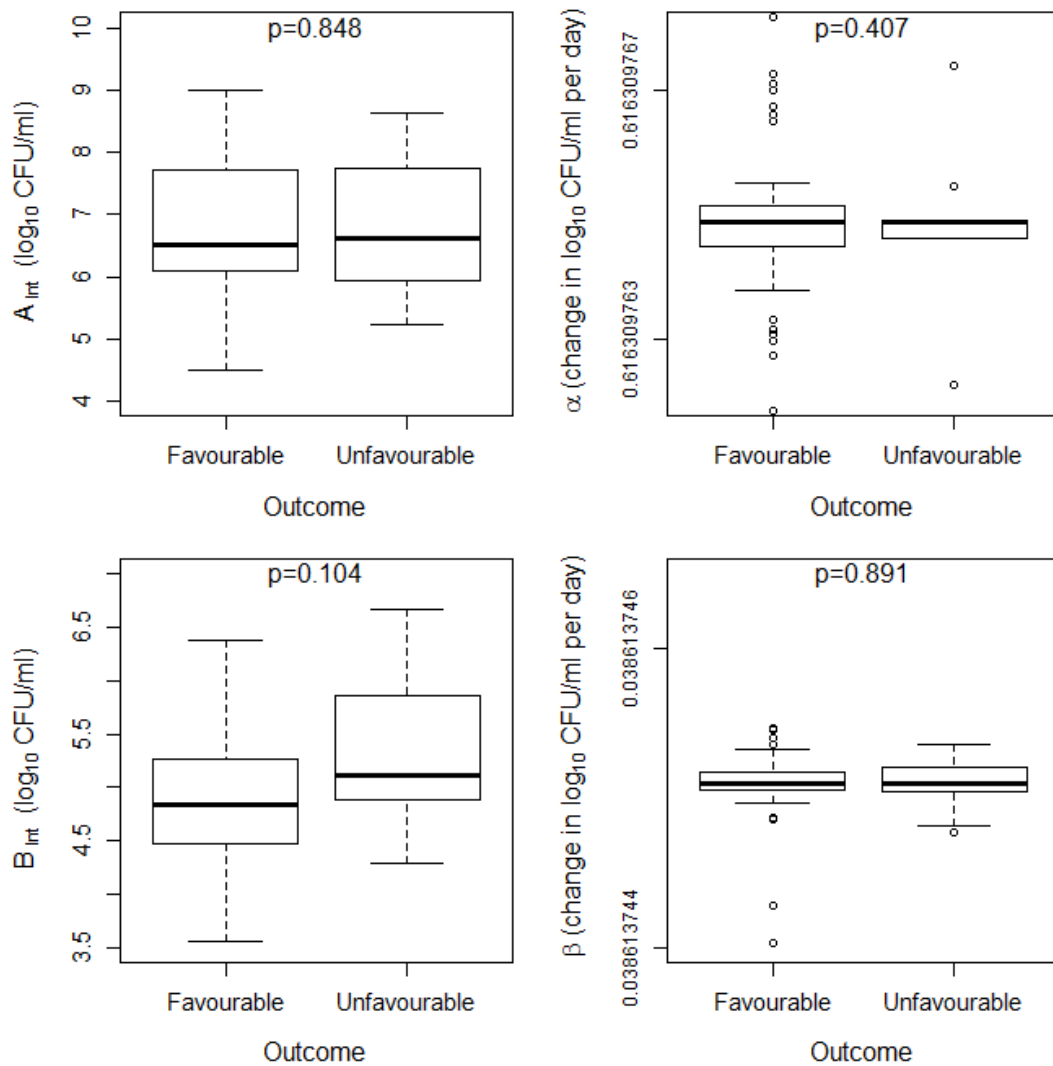 p=0.848
A Int (log10 CFU/ml)
10
9
8
7
6
5
4
Favourable Unfavourable
Outcome
p=0.407
α (change in log10 CFU/ml per day)
0.616309767
0.616309763
Favourable Unfavourable
Outcome
p=0.104
B Int (log10 CFU/ml)
6.5
5.5
4.5
3.5
Favourable Unfavourable
Outcome
p=0.891
β (change in log10 CFU/ml per day)
0.038613746
0.038613744
Favourable Unfavourable
Outcome